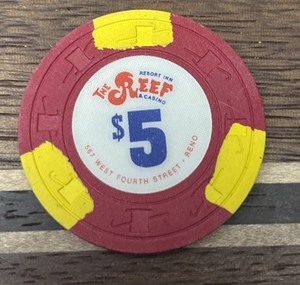 RESORT INN
THE REEF
& CASINO
$5
567 WEST FOURTH STREET • RENO